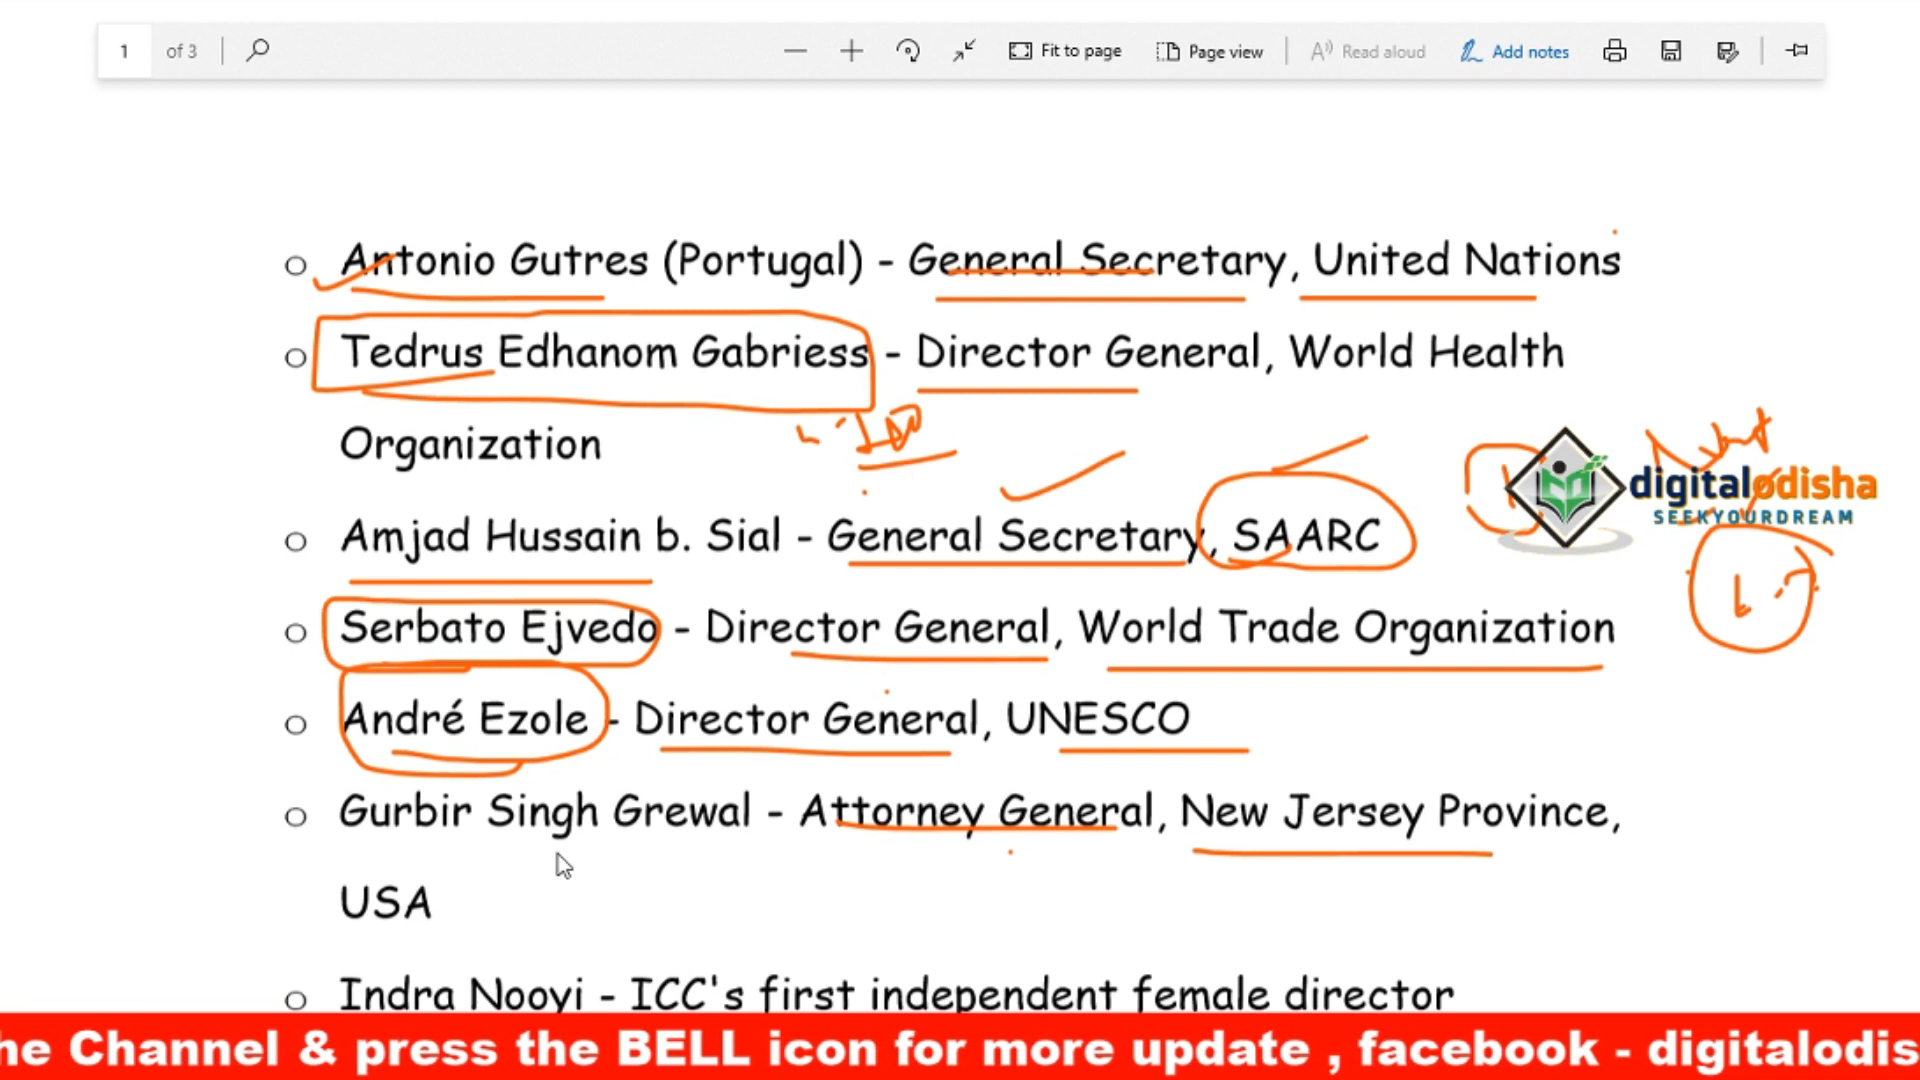 1 of 3 Fit to page Page view Read aloud Add notes
o Antonio Gutres (Portugal) - General Secretary, United Nations
o Tedrus Edhanom Gabriess - Director General, World Health
Organization
o Amjad Hussain b. Sial - General Secretary, SAARC
digitalodisha
SEEKYOURDREAM
o Serbato Ejvedo - Director General, World Trade Organization
o André Ezole - Director General, UNESCO
o Gurbir Singh Grewal - Attorney General, New Jersey Province,
USA
o Indra Nooyi - ICC's first independent female director
he Channel & press the BELL icon for more update , facebook - digitalodis